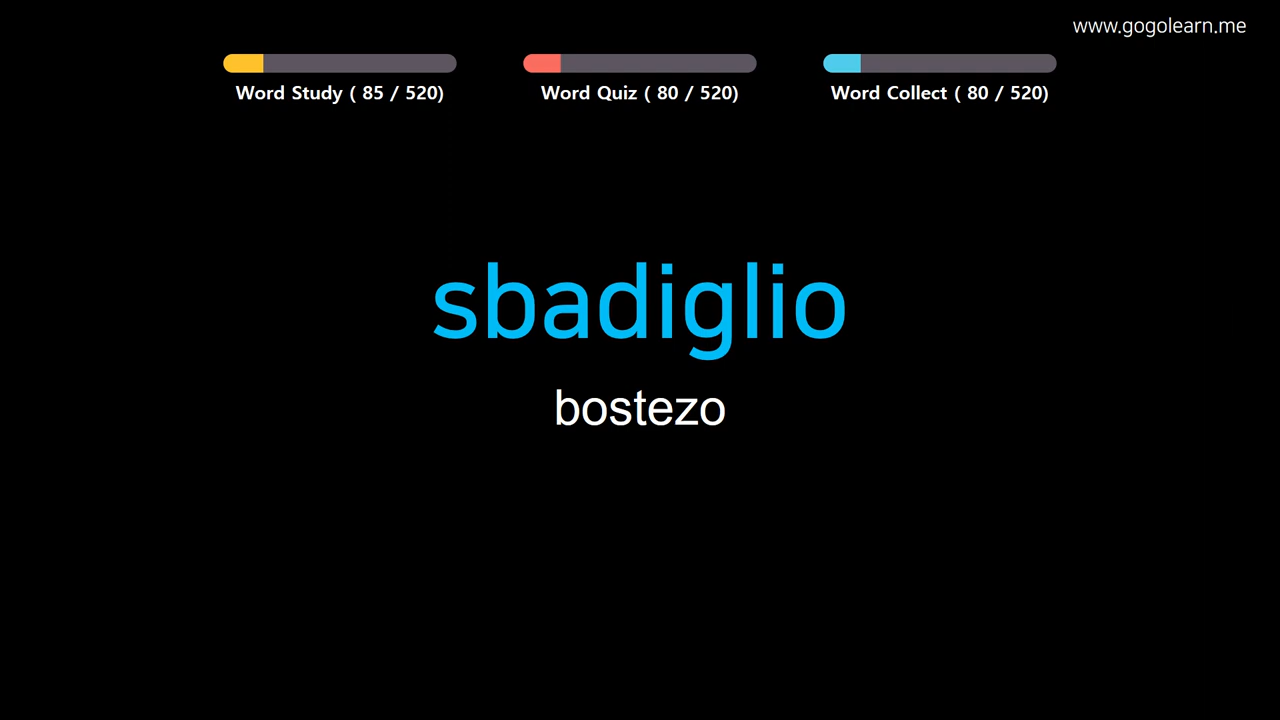 www.gogolearn.me
Word Study ( 85 / 520)
Word Quiz ( 80 / 520)
Word Collect ( 80 / 520)
sbadiglio
bostezo